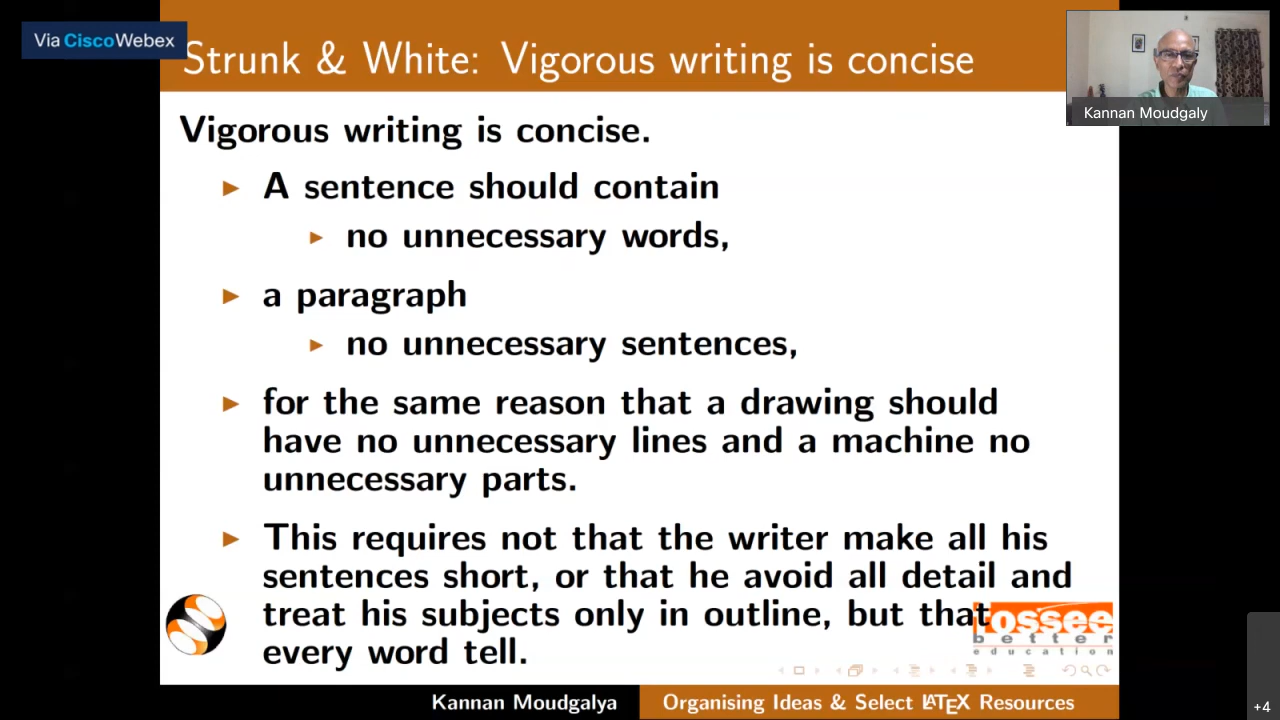 Via Cisco Webex
Strunk & White: Vigorous writing is concise
Kannan Moudgaly
Vigorous writing is concise.
A sentence should contain
no unnecessary words,
a paragraph
no unnecessary sentences,
for the same reason that a drawing should
have no unnecessary lines and a machine no
unnecessary parts.
This requires not that the writer make all his
sentences short, or that he avoid all detail and
treat his subjects only in outline, but that
every word tell.
fossee
better
education
Kannan Moudgalya
Organising Ideas & Select LATEX Resources
+4